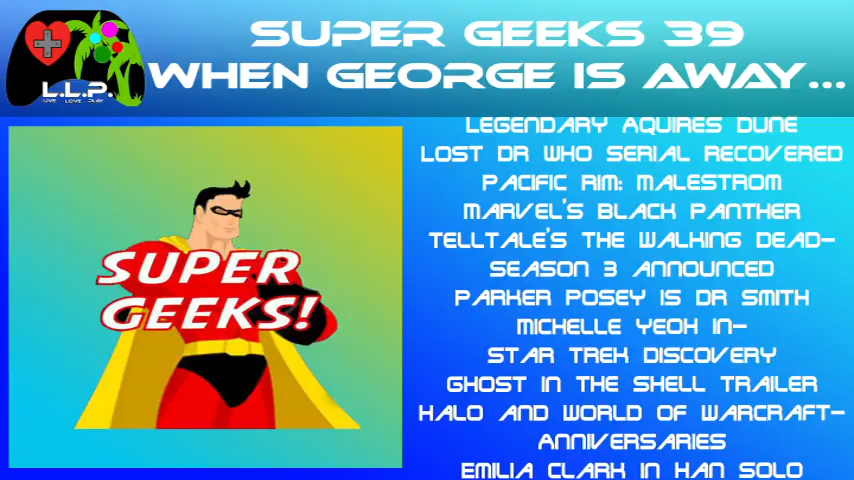 SUPER GEEKS 39
WHEN GEORGE IS AWAY...
L.L.P.
LIVE LOVE PLAY
SUPER
GEEKS!
LEGENDARY AQUIRES DUNE
LOST DR WHO SERIAL RECOVERED
PACIFIC RIM: MALESTROM
MARVEL'S BLACK PANTHER
TELLTALE'S THE WALKING DEAD-
SEASON 3 ANNOUNCED
PARKER POSEY IS DR SMITH
MICHELLE YEOH IN-
STAR TREK DISCOVERY
GHOST IN THE SHELL TRAILER
HALO AND WORLD OF WARCRAFT-
ANNIVERSARIES
EMILIA CLARK IN HAN SOLO